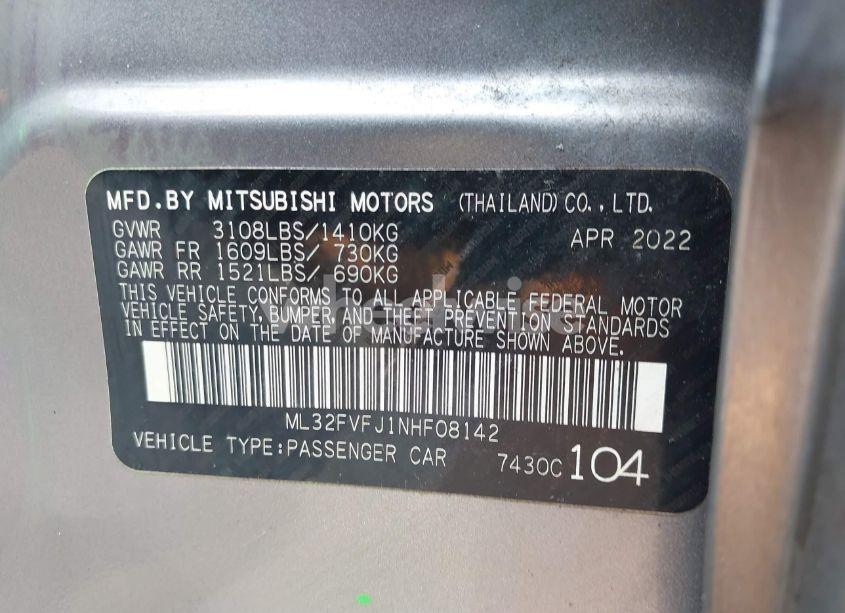 MFD.BY MITSUBISHI MOTORS (THAILAND) CO., LTD.
GVWR 3108LBS/1410KG APR 2022
GAWR FR 1609LBS/ 730KG
GAWR RR 1521LBS/ 690KG
THIS VEHICLE CONFORMS TO ALL APPLICABLE FEDERAL MOTOR
VEHICLE SAFETY, BUMPER, AND THEFT PREVENTION STANDARDS
IN EFFECT ON THE DATE OF MANUFACTURE SHOWN ABOVE.
ML32FVFJ1NHF08142
VEHICLE TYPE:PASSENGER CAR 7430C 104